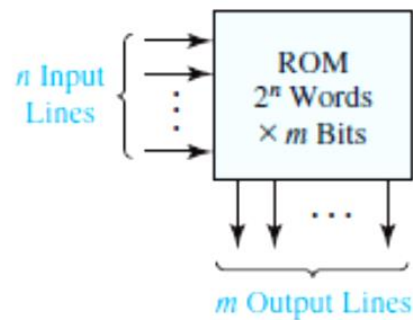 n Input
Lines
ROM
2ⁿ Words
× m Bits
m Output Lines